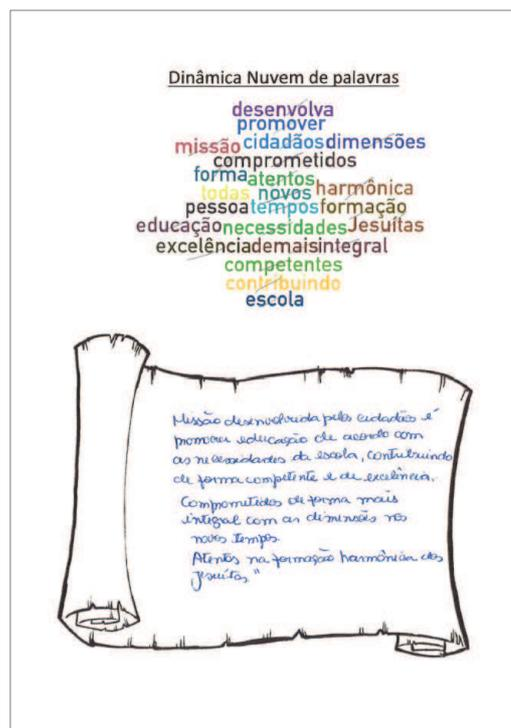 Dinâmica Nuvem de palavras
desenvolva
promover
missão cidadãos dimensões
comprometidos
forma atentos
todas novos harmônica
pessoa tempos formação
educação necessidades Jesuítas
excelência demais integral
competentes
contribuindo
escola
Missão desenvolvida pelos cidadãos é
promover educação de acordo com
as necessidades da escola, contribuindo
de forma competente e de excelência.
Comprometidos de forma mais
integral com as dimensões nos
novos tempos.
Atentos na formação harmônica dos
Jesuítas"